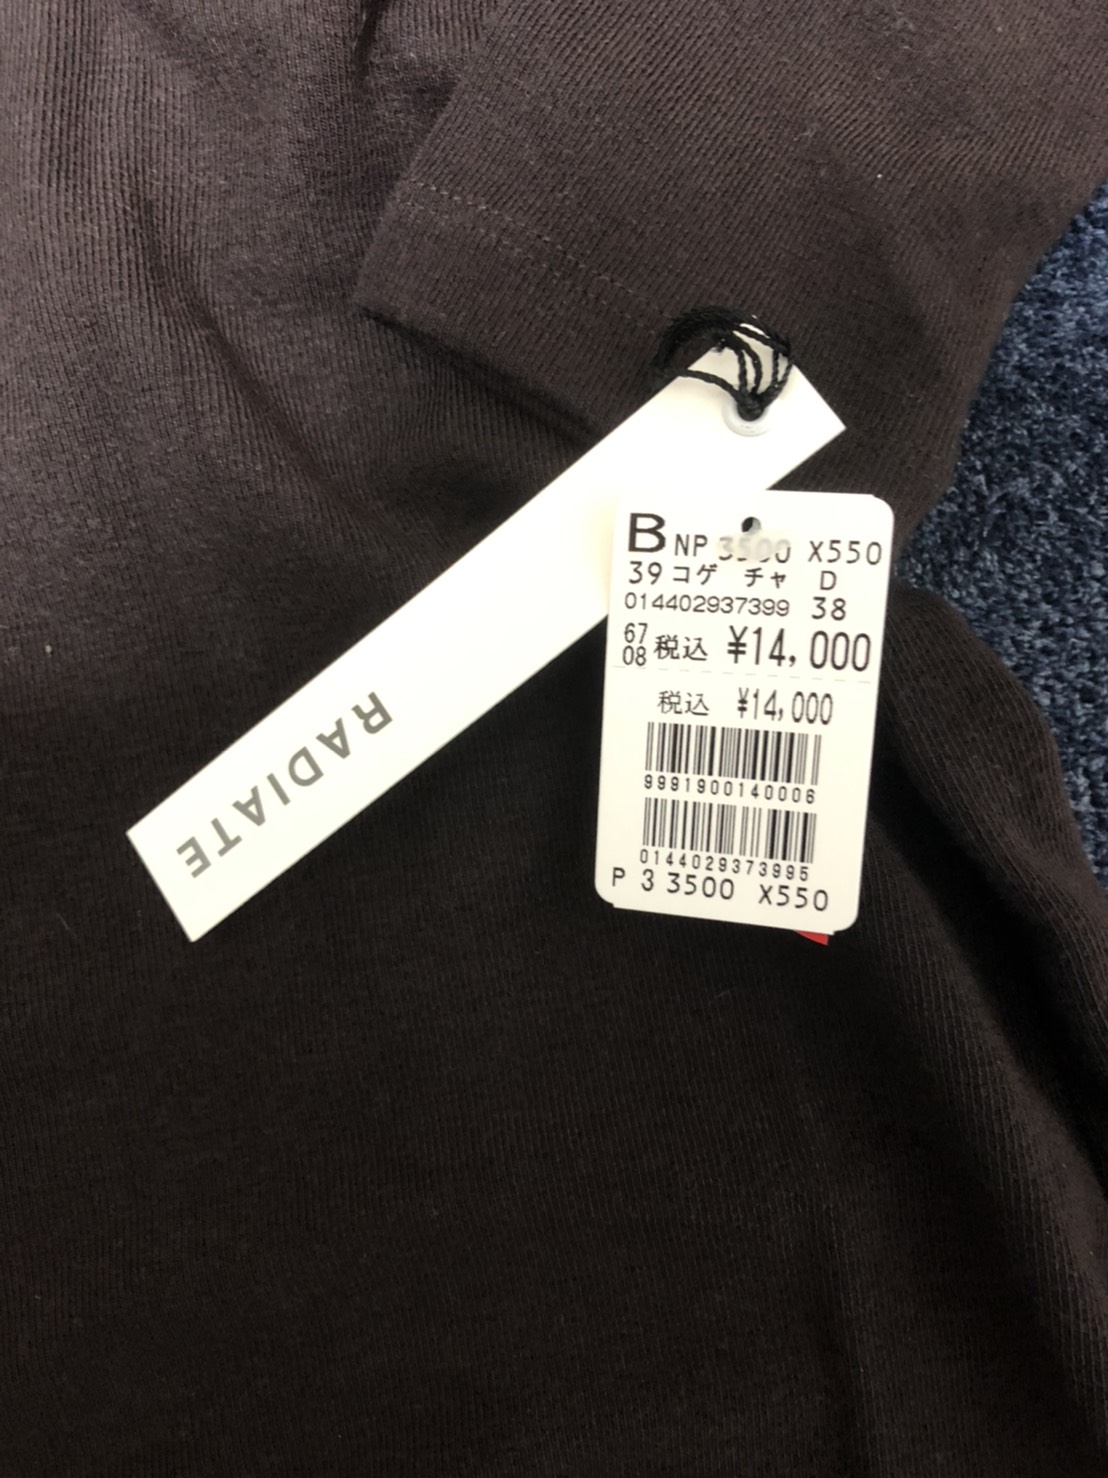 RADIATE
B NP 3500 X550
39 コゲ チャ D
014402937399 38
67
08 税込 ¥14,000
税込 ¥14,000
9991900140006
0144029373995
P 3 3500 X550